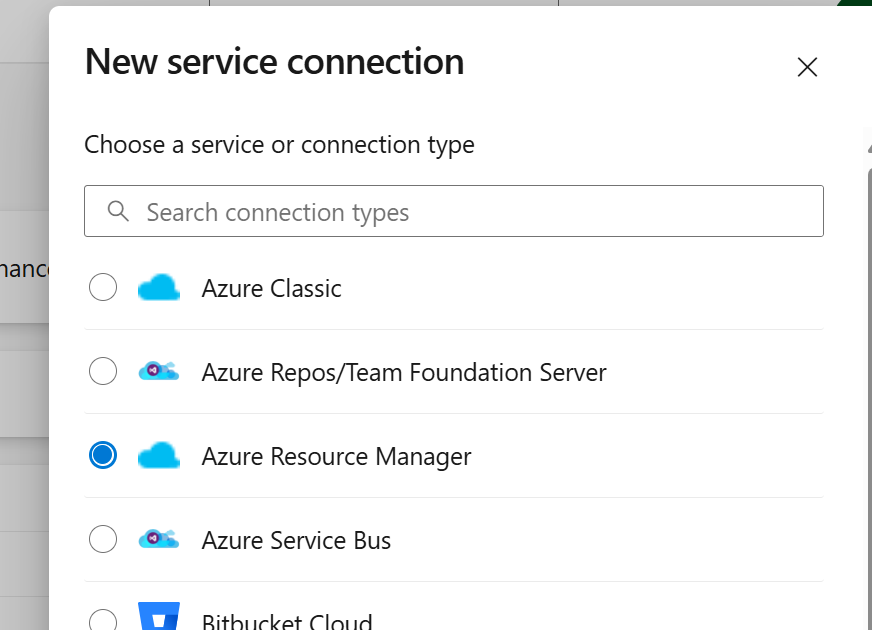 New service connection
Choose a service or connection type
Search connection types
Azure Classic
Azure Repos/Team Foundation Server
Azure Resource Manager
Azure Service Bus
Bitbucket Cloud